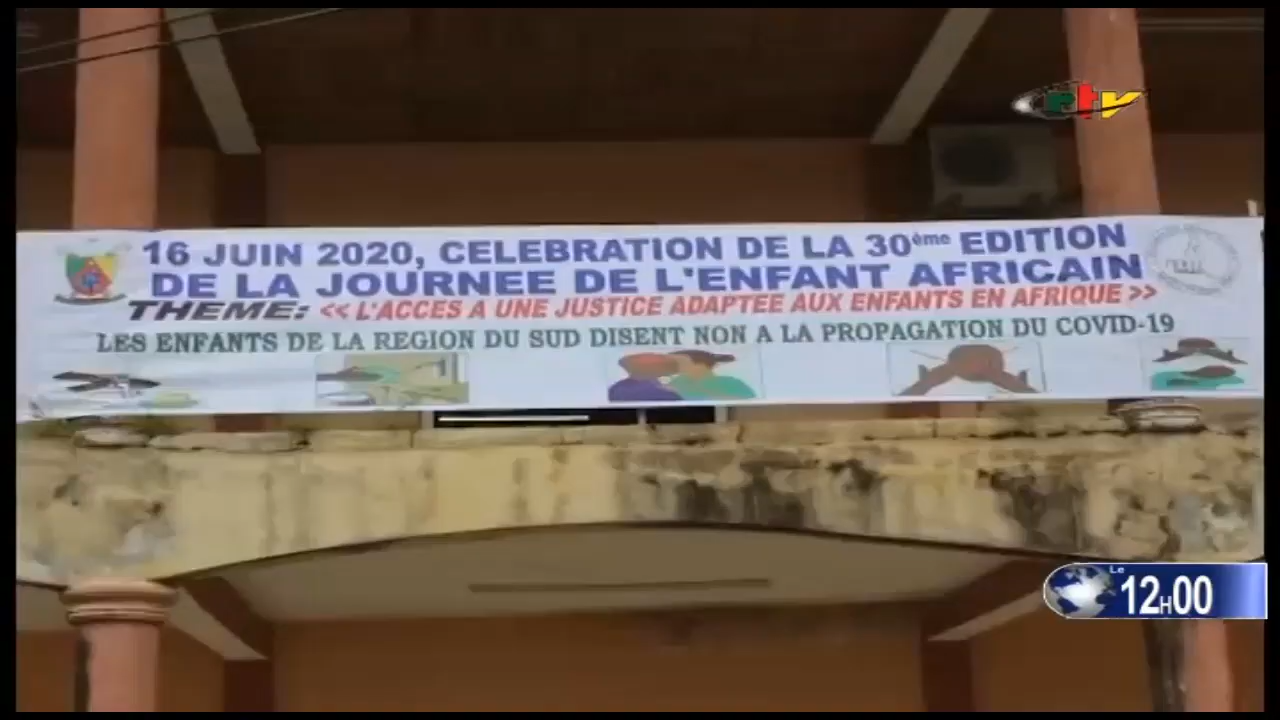 crtv
16 JUIN 2020, CELEBRATION DE LA 30ème EDITION
DE LA JOURNEE DE L'ENFANT AFRICAIN
THEME: << L'ACCES A UNE JUSTICE ADAPTEE AUX ENFANTS EN AFRIQUE >>
LES ENFANTS DE LA REGION DU SUD DISENT NON A LA PROPAGATION DU COVID-19
Le
12H00